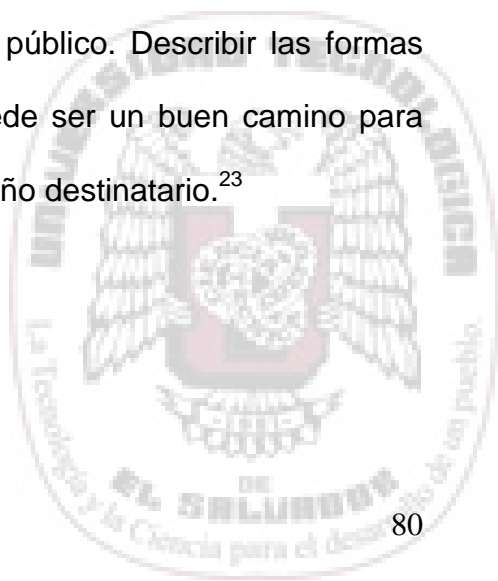 público. Describir las formas
ede ser un buen camino para
ño destinatario.²³
UNIVERSIDAD TECNOLOGICA
La Tecnología y la Ciencia para el desarrollo de un pueblo.
DE
EL SALVADOR
80